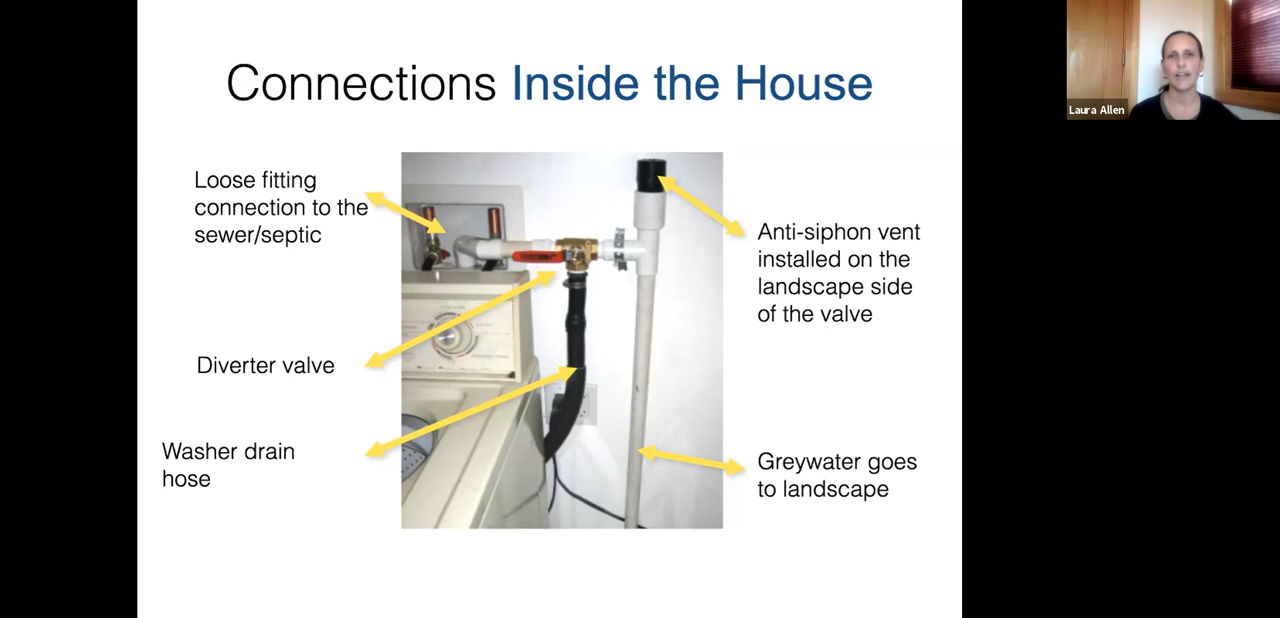 Connections Inside the House
Laura Allen
Loose fitting
connection to the
sewer/septic
Anti-siphon vent
installed on the
landscape side
of the valve
Diverter valve
Washer drain
hose
Greywater goes
to landscape